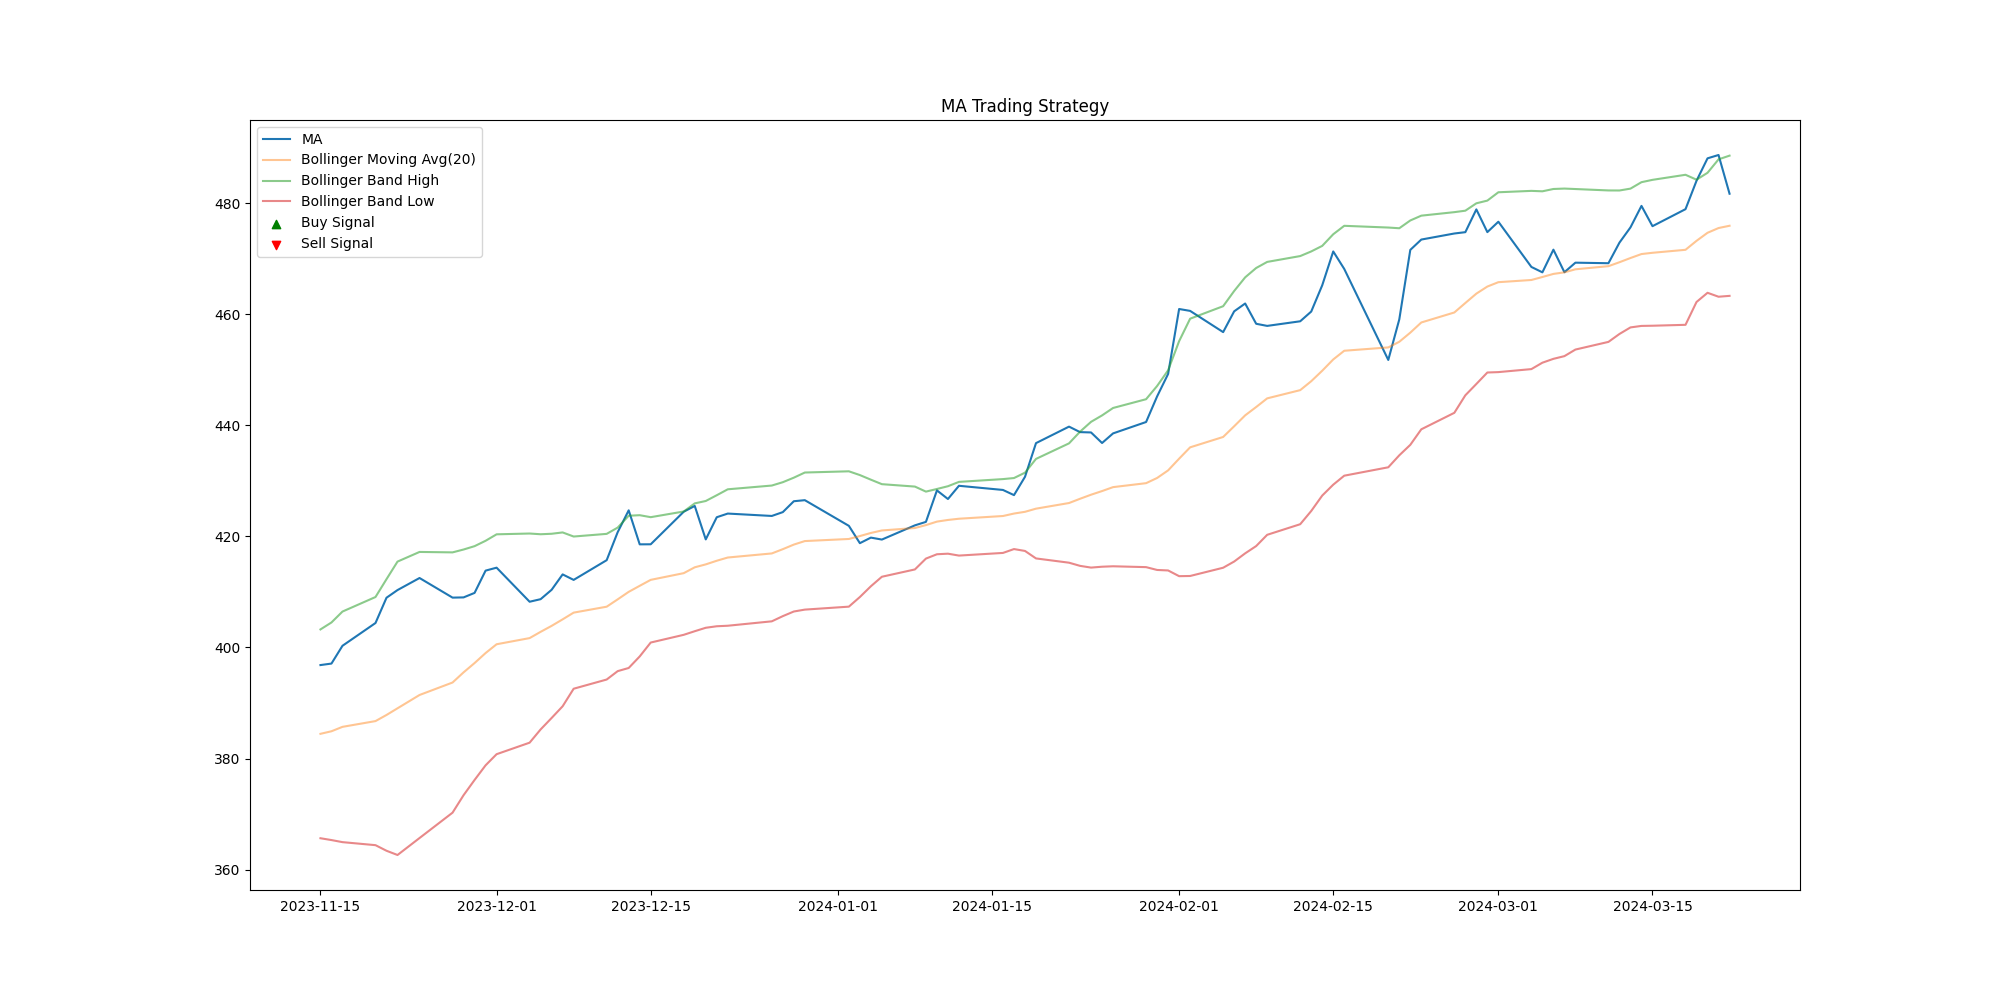 MA Trading Strategy
MA
Bollinger Moving Avg(20)
Bollinger Band High
Bollinger Band Low
Buy Signal
Sell Signal
480
460
440
420
400
380
360
2023-11-15 2023-12-01 2023-12-15 2024-01-01 2024-01-15 2024-02-01 2024-02-15 2024-03-01 2024-03-15